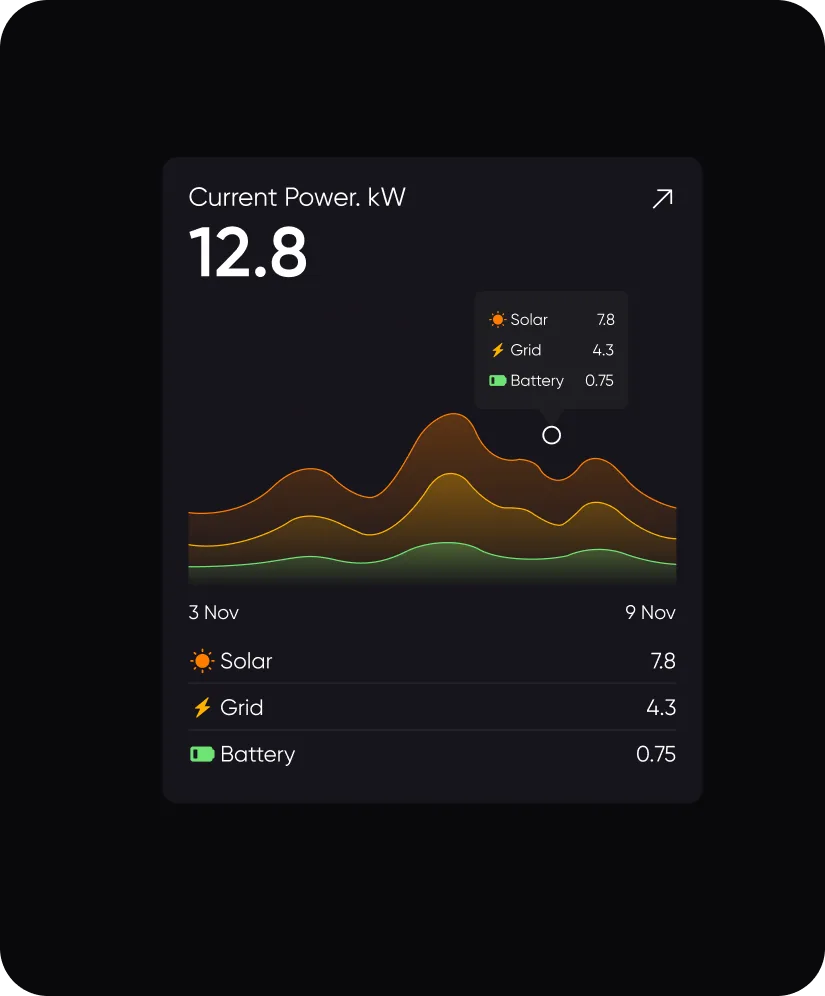 Current Power. kW
12.8
Solar 7.8
Grid 4.3
Battery 0.75
3 Nov 9 Nov
Solar 7.8
Grid 4.3
Battery 0.75